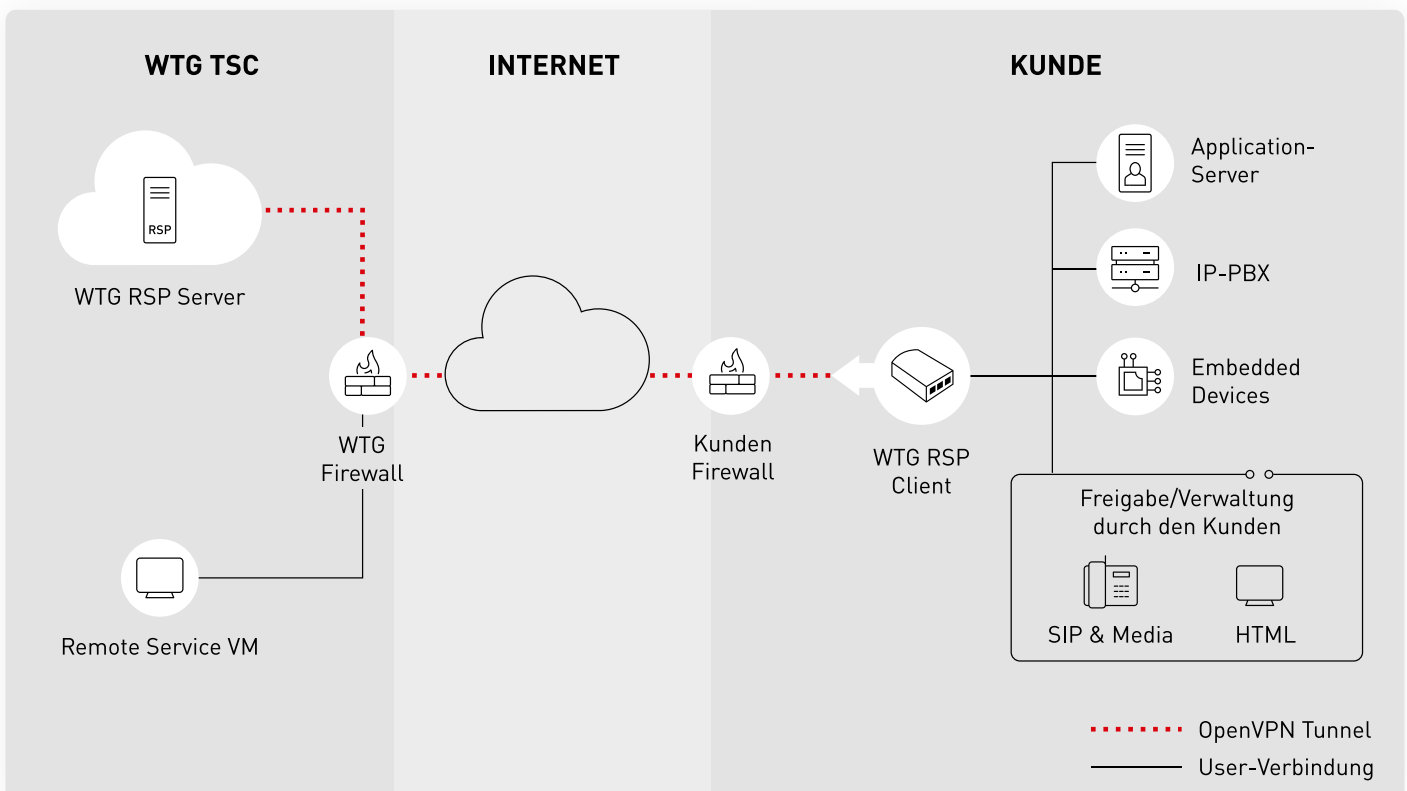 WTG TSC
INTERNET
KUNDE
RSP
WTG RSP Server
WTG
Firewall
Remote Service VM
Kunden
Firewall
WTG RSP
Client
Application-
Server
IP-PBX
Embedded
Devices
Freigabe/Verwaltung
durch den Kunden
SIP & Media
HTML
OpenVPN Tunnel
User-Verbindung